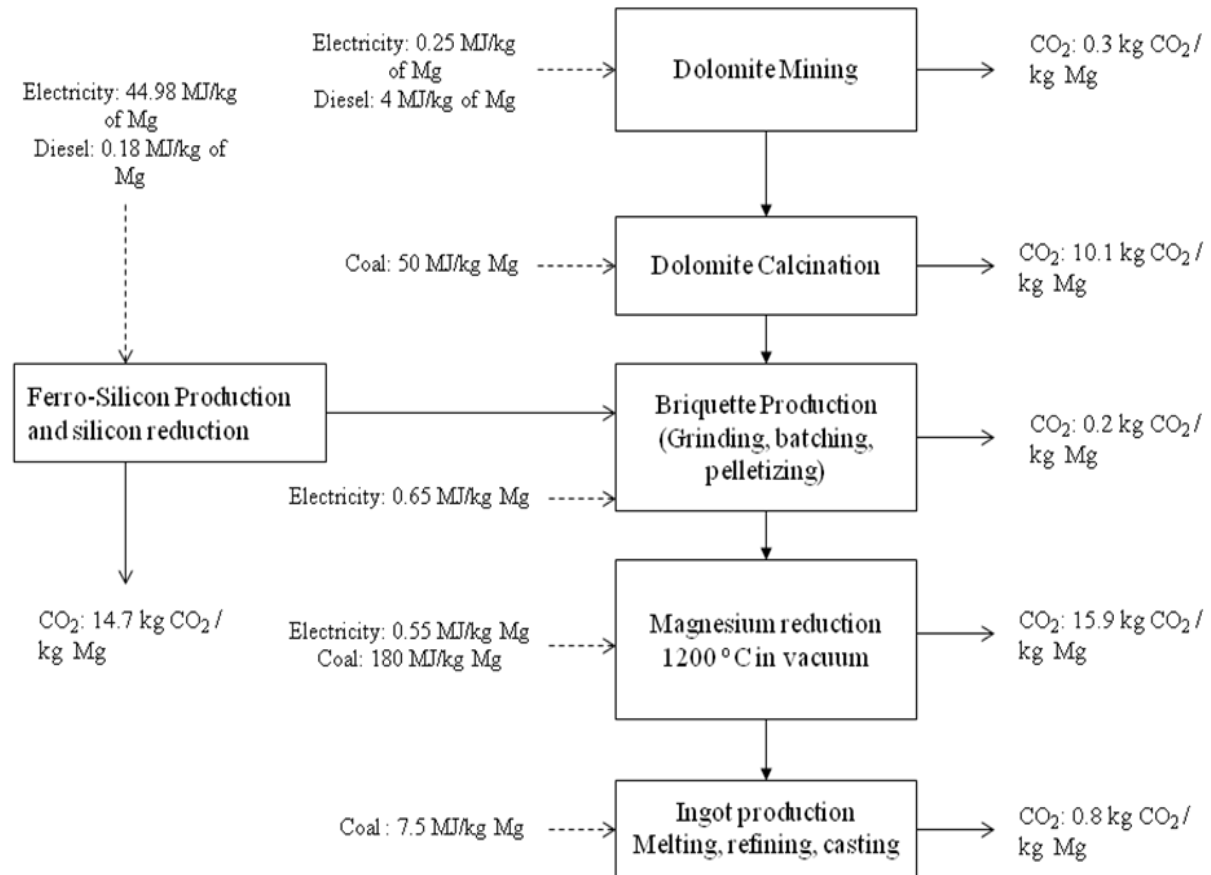 Electricity: 0.25 MJ/kg
of Mg
Diesel: 4 MJ/kg of Mg
Dolomite Mining
CO₂: 0.3 kg CO₂ /
kg Mg
Electricity: 44.98 MJ/kg
of Mg
Diesel: 0.18 MJ/kg of
Mg
Coal: 50 MJ/kg Mg
Dolomite Calcination
CO₂: 10.1 kg CO₂ /
kg Mg
Ferro-Silicon Production
and silicon reduction
Briquette Production
(Grinding, batching,
pelletizing)
CO₂: 0.2 kg CO₂ /
kg Mg
Electricity: 0.65 MJ/kg Mg
CO₂: 14.7 kg CO₂ /
kg Mg
Electricity: 0.55 MJ/kg Mg
Coal: 180 MJ/kg Mg
Magnesium reduction
1200 °C in vacuum
CO₂: 15.9 kg CO₂ /
kg Mg
Coal : 7.5 MJ/kg Mg
Ingot production
Melting, refining, casting
CO₂: 0.8 kg CO₂ /
kg Mg